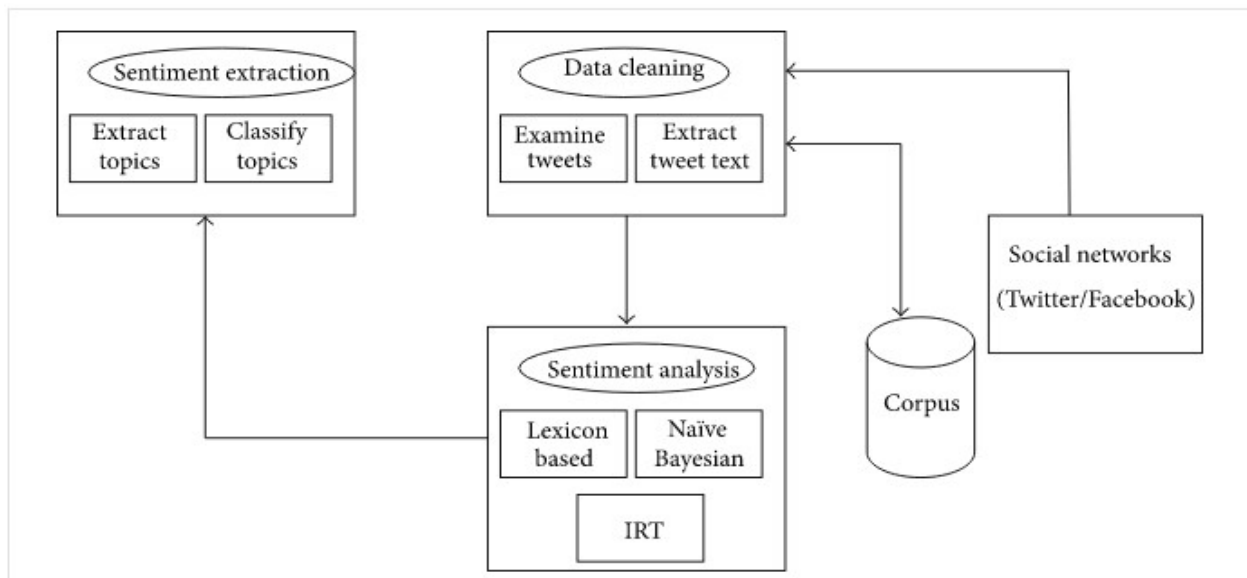 Sentiment extraction
Extract
topics
Classify
topics
Data cleaning
Examine
tweets
Extract
tweet text
Social networks
(Twitter/Facebook)
Corpus
Sentiment analysis
Lexicon
based
Naïve
Bayesian
IRT